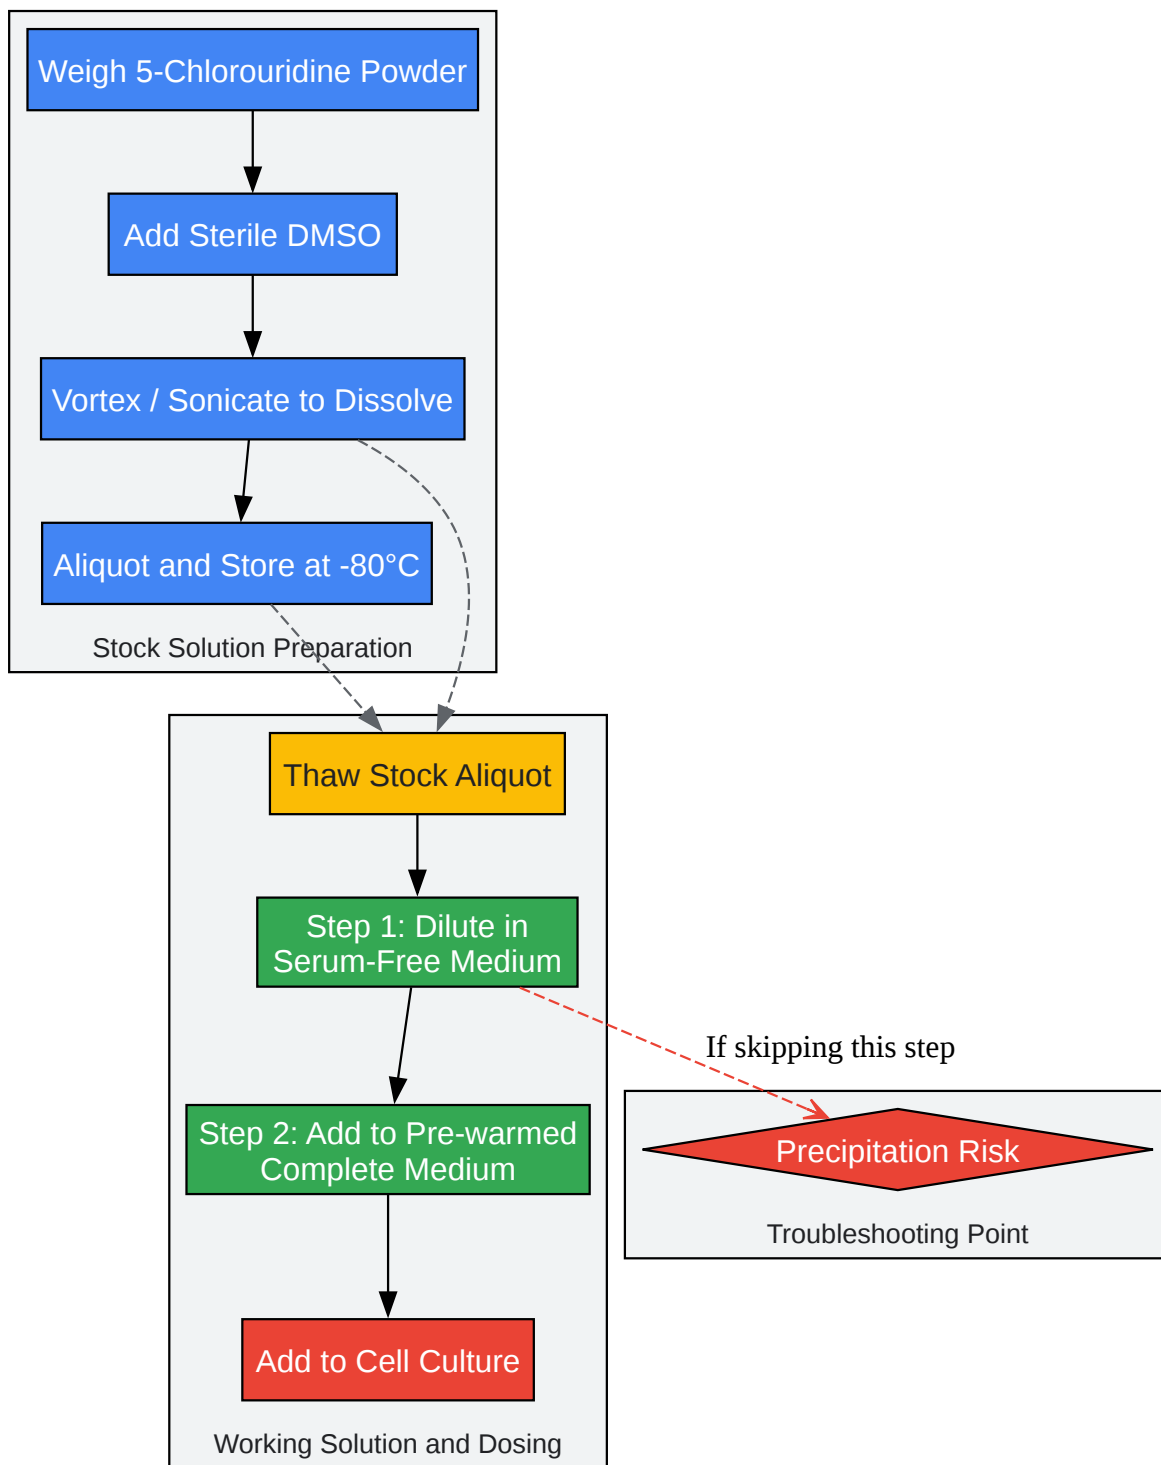 Weigh 5-Chlorouridine Powder
Add Sterile DMSO
Vortex / Sonicate to Dissolve
Aliquot and Store at -80°C
Stock Solution Preparation
Thaw Stock Aliquot
Step 1: Dilute in
Serum-Free Medium
If skipping this step
Step 2: Add to Pre-warmed
Complete Medium
Precipitation Risk
Troubleshooting Point
Add to Cell Culture
Working Solution and Dosing